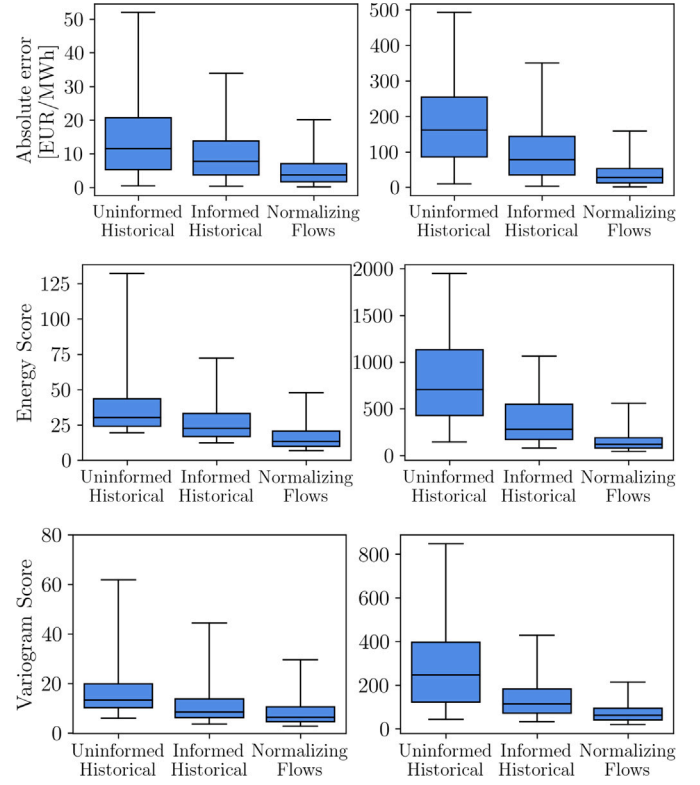 Absolute error
[EUR/MWh]
50
40
30
20
10
0
Uninformed Historical
Informed Historical
Normalizing Flows
500
400
300
200
100
0
Uninformed Historical
Informed Historical
Normalizing Flows
Energy Score
125
100
75
50
25
0
Uninformed Historical
Informed Historical
Normalizing Flows
2000
1500
1000
500
0
Uninformed Historical
Informed Historical
Normalizing Flows
Variogram Score
80
60
40
20
0
Uninformed Historical
Informed Historical
Normalizing Flows
800
600
400
200
0
Uninformed Historical
Informed Historical
Normalizing Flows